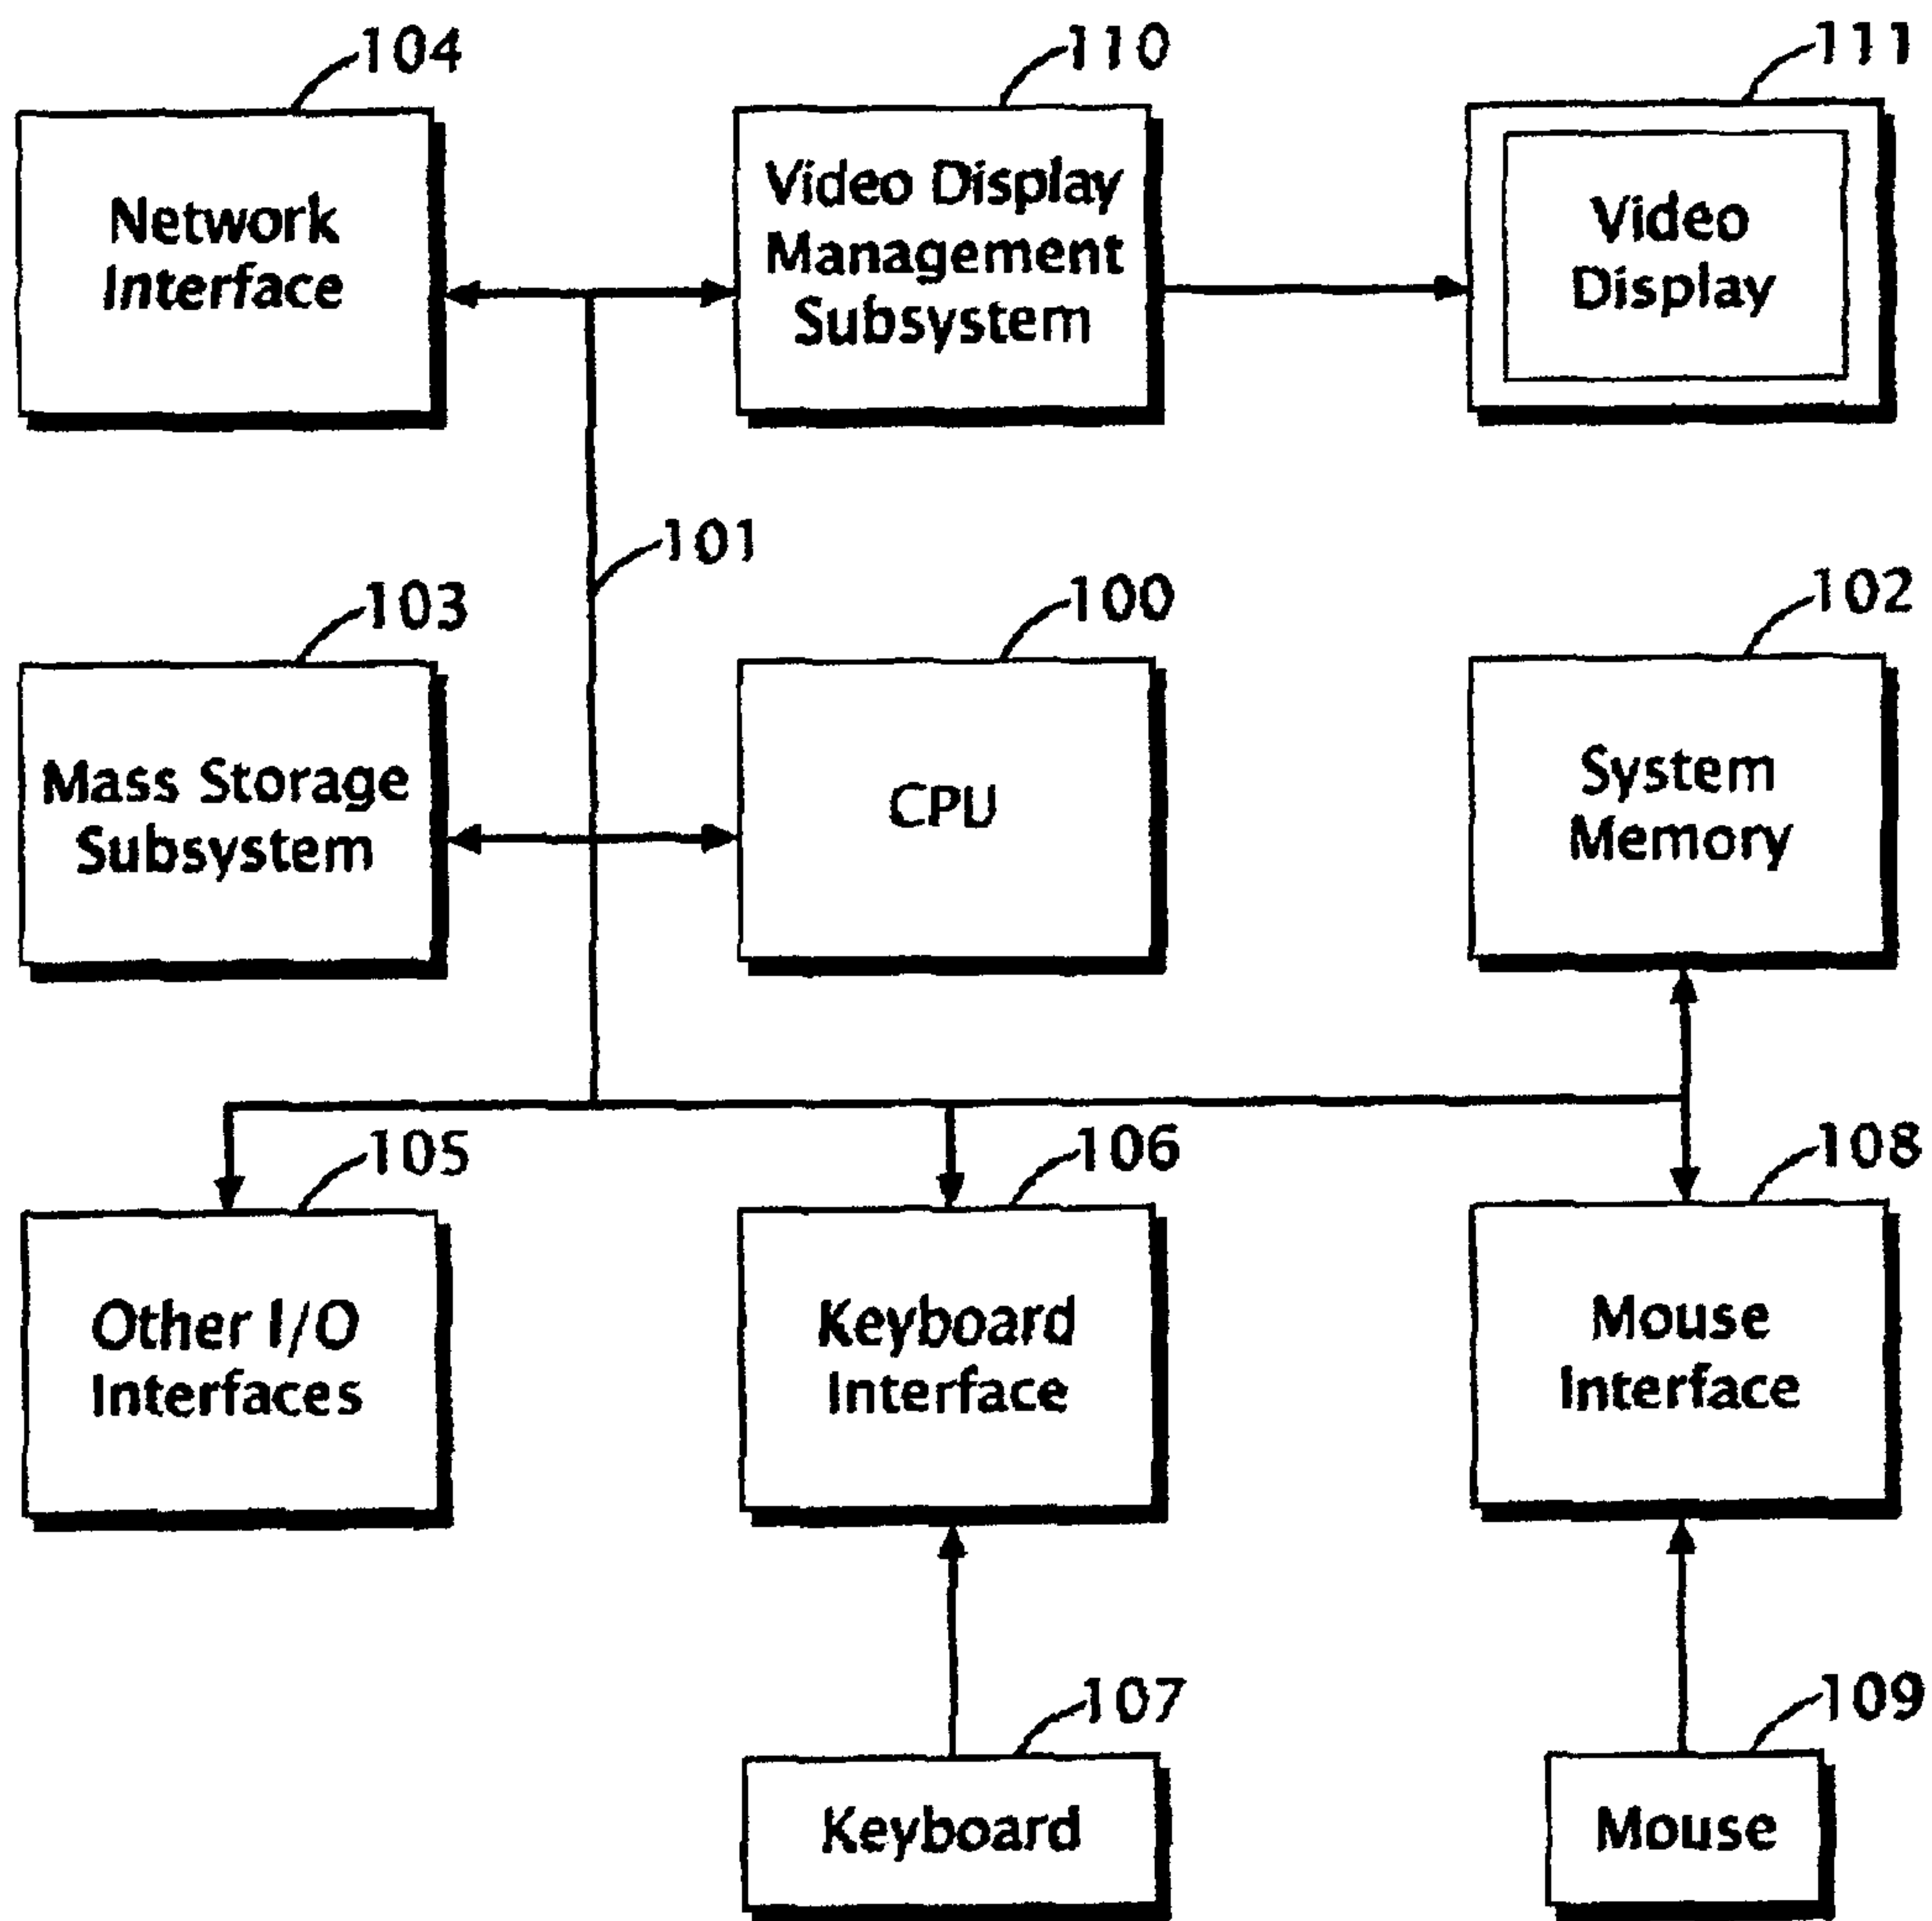 104
110
111
Network
Interface
Video Display
Management
Subsystem
Video
Display
101
103
100
102
Mass Storage
Subsystem
CPU
System
Memory
105
106
108
Other I/O
Interfaces
Keyboard
Interface
Mouse
Interface
107
109
Keyboard
Mouse